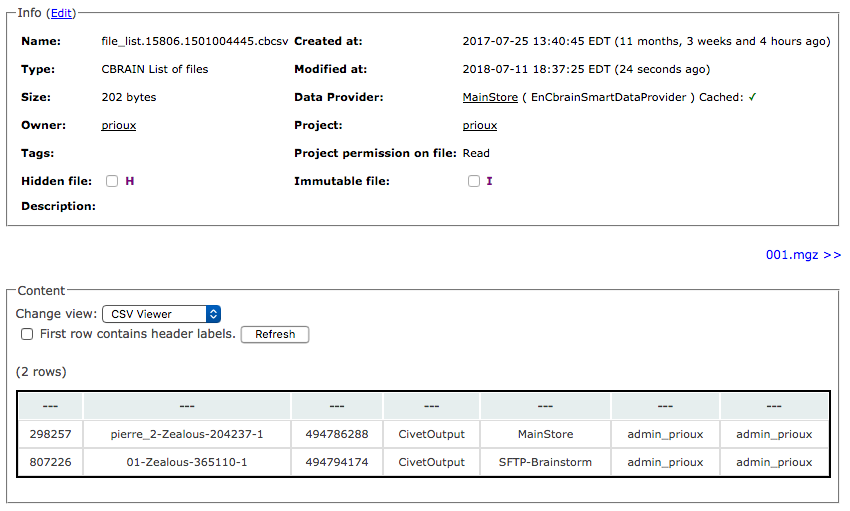 Info (Edit)
Name: file_list.15806.1501004445.cbcsv Created at: 2017-07-25 13:40:45 EDT (11 months, 3 weeks and 4 hours ago)
Type: CBRAIN List of files Modified at: 2018-07-11 18:37:25 EDT (24 seconds ago)
Size: 202 bytes Data Provider: MainStore ( EnCbrainSmartDataProvider ) Cached: ✓
Owner: prioux Project: prioux
Tags: Project permission on file: Read
Hidden file: H Immutable file: I
Description:
001.mgz >>
Content
Change view: CSV Viewer
First row contains header labels. Refresh
(2 rows)
--- --- --- --- --- --- ---
298257 pierre_2-Zealous-204237-1 494786288 CivetOutput MainStore admin_prioux admin_prioux
807226 01-Zealous-365110-1 494794174 CivetOutput SFTP-Brainstorm admin_prioux admin_prioux